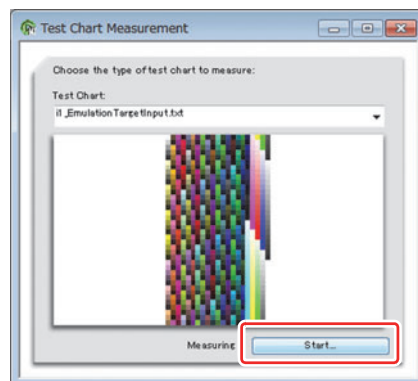 Test Chart Measurement
Choose the type of test chart to measure:
Test Chart:
i1_EmulationTargetInput.txt
Measuring
Start...